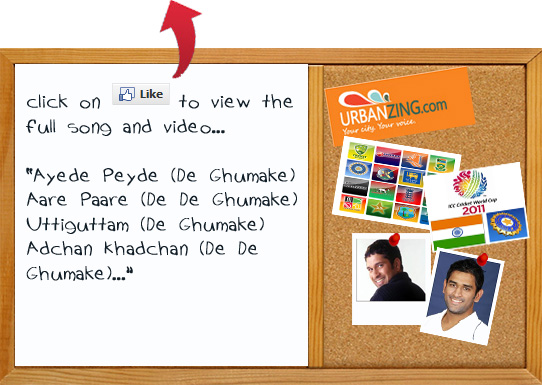 click on Like to view the
full song and video...
"Ayede Peyde (De Ghumake)
Aare Paare (De De Ghumake)
Uttiguttam (De Ghumake)
Adchan Khadchan (De De
Ghumake)..."
URBANZING.com
Your city. Your voice.
ICC Cricket World Cup
2011